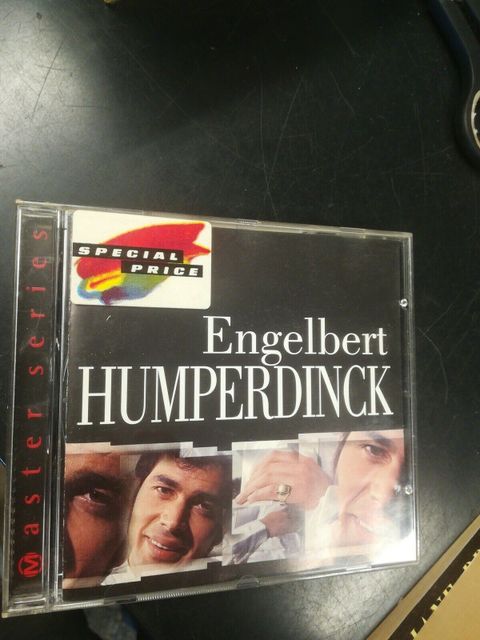 SPECIAL
PRICE
Engelbert
HUMPERDINCK
Master series